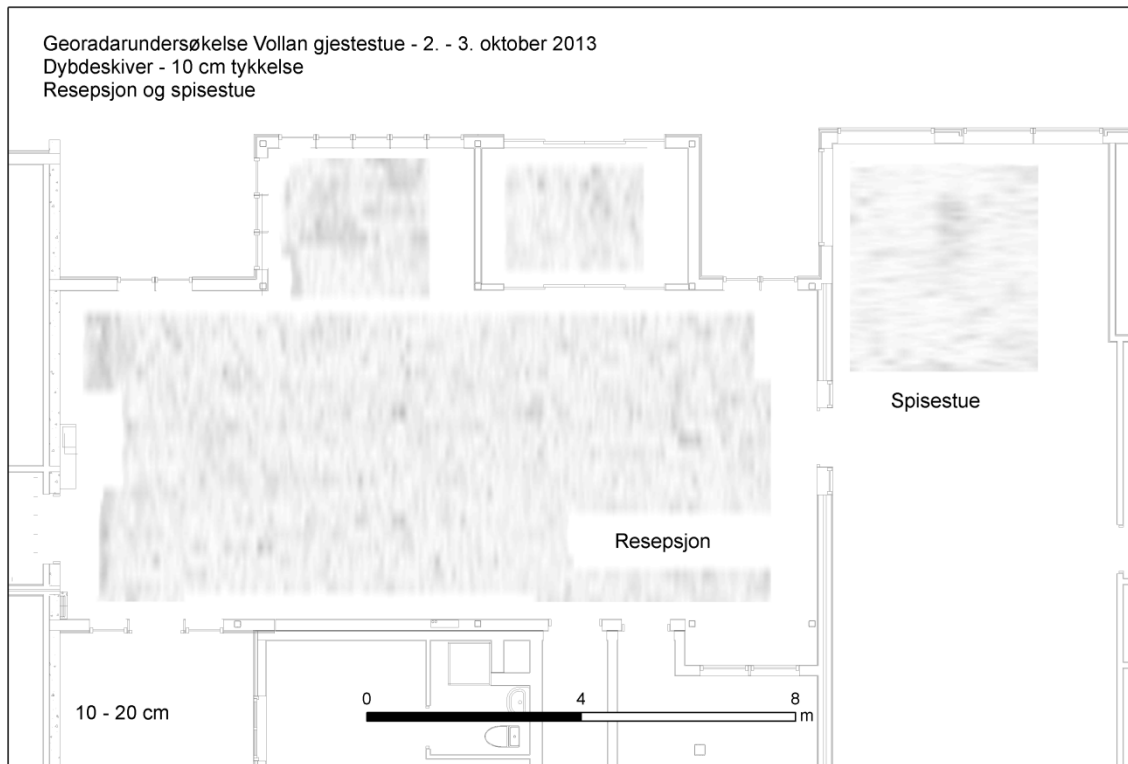 Georadarundersøkelse Vollan gjestestue - 2. - 3. oktober 2013
Dybdeskiver - 10 cm tykkelse
Resepsjon og spisestue
Spisestue
Resepsjon
10 - 20 cm
0 4 8
m